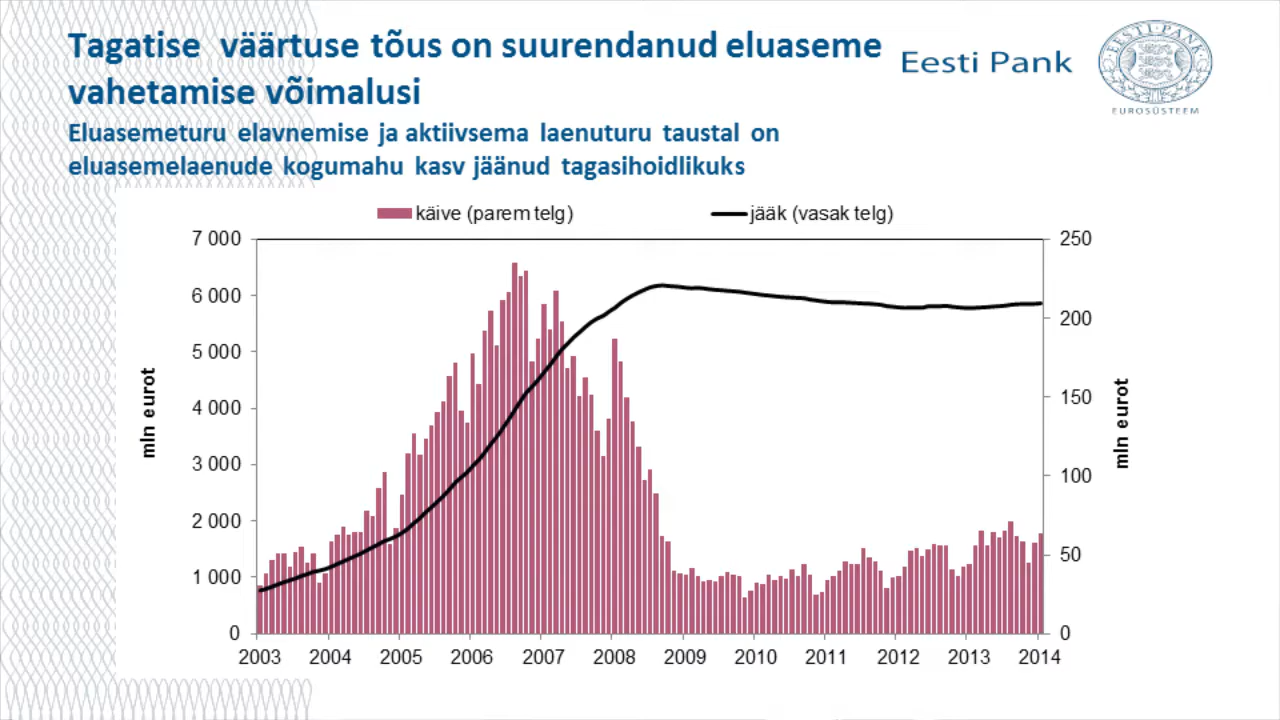 Tagatise väärtuse tõus on suurendanud eluaseme
vahetamise võimalusi
Eesti Pank
EESTI·PANK
EUROSÜSTEEM
Eluasemeturu elavnemise ja aktiivsema laenuturu taustal on
eluasemelaenude kogumahu kasv jäänud tagasihoidlikuks
käive (parem telg)
jääk (vasak telg)
7 000
6 000
5 000
4 000
3 000
2 000
1 000
0
mln eurot
250
200
150
100
50
0
mln eurot
2003 2004 2005 2006 2007 2008 2009 2010 2011 2012 2013 2014